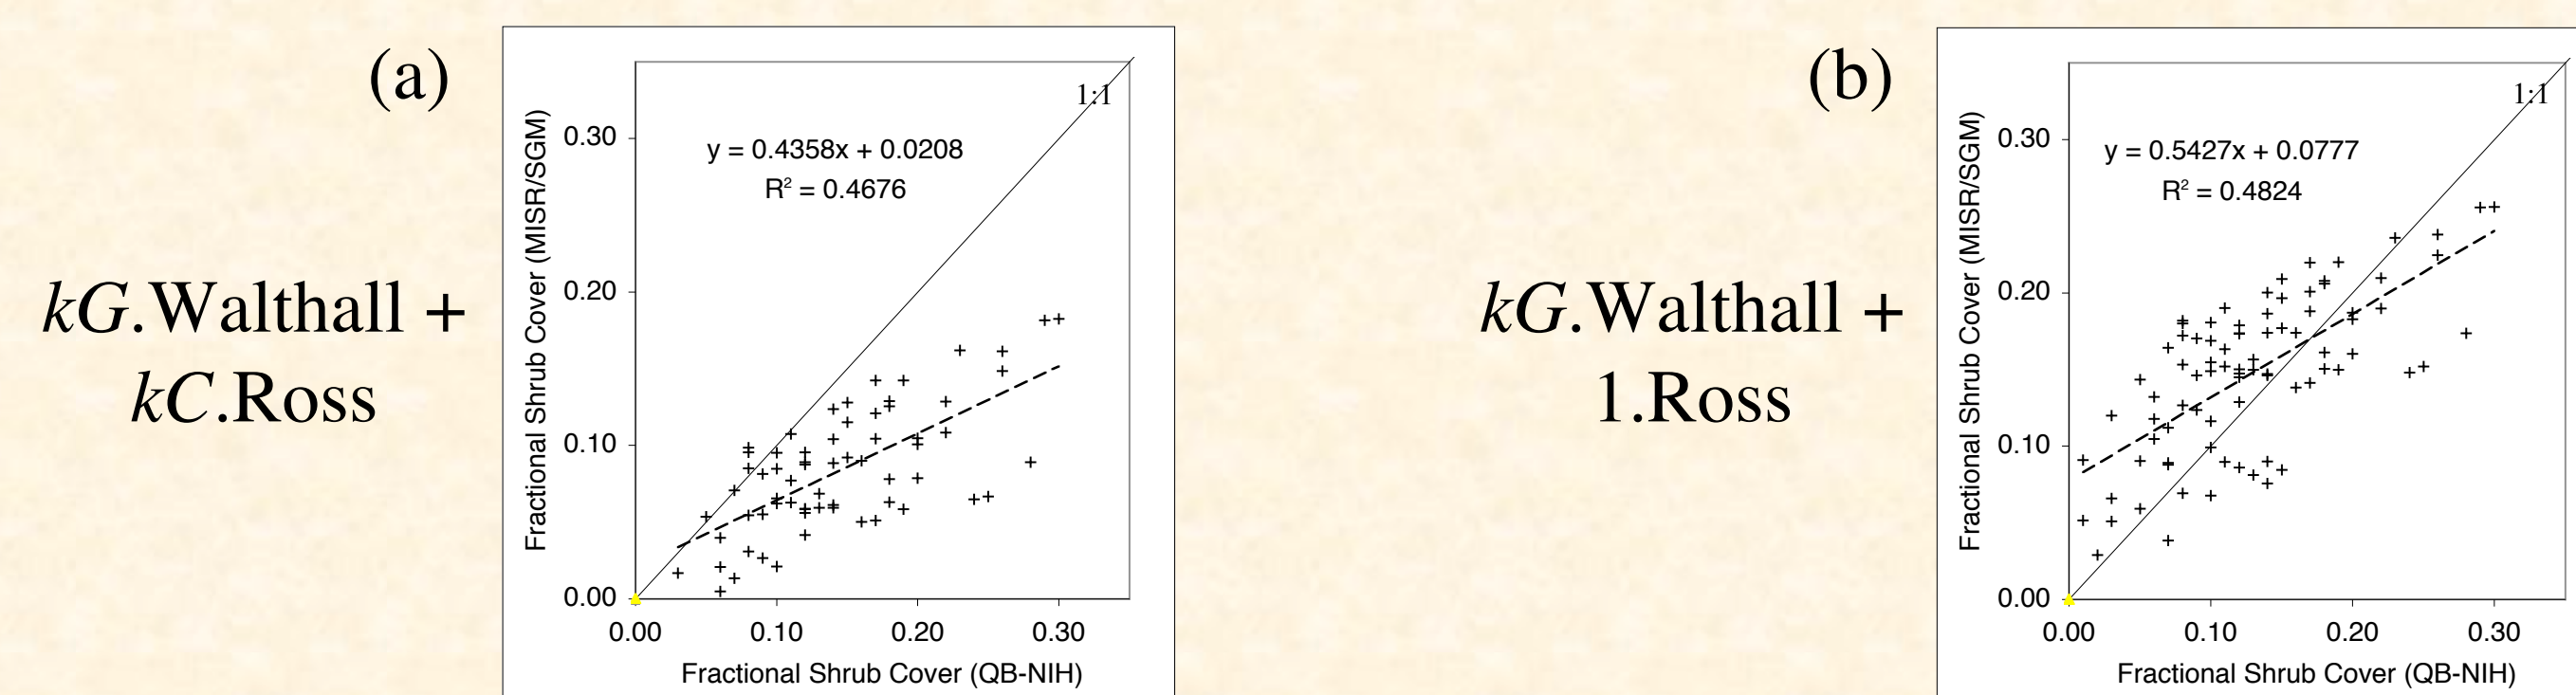 (a)
kG.Walthall +
kC.Ross
Fractional Shrub Cover (MISR/SGM)
1:1
y = 0.4358x + 0.0208
R² = 0.4676
0.30
0.20
0.10
0.00
0.00 0.10 0.20 0.30
Fractional Shrub Cover (QB-NIH)
(b)
kG.Walthall +
1.Ross
Fractional Shrub Cover (MISR/SGM)
1:1
y = 0.5427x + 0.0777
R² = 0.4824
0.30
0.20
0.10
0.00
0.00 0.10 0.20 0.30
Fractional Shrub Cover (QB-NIH)